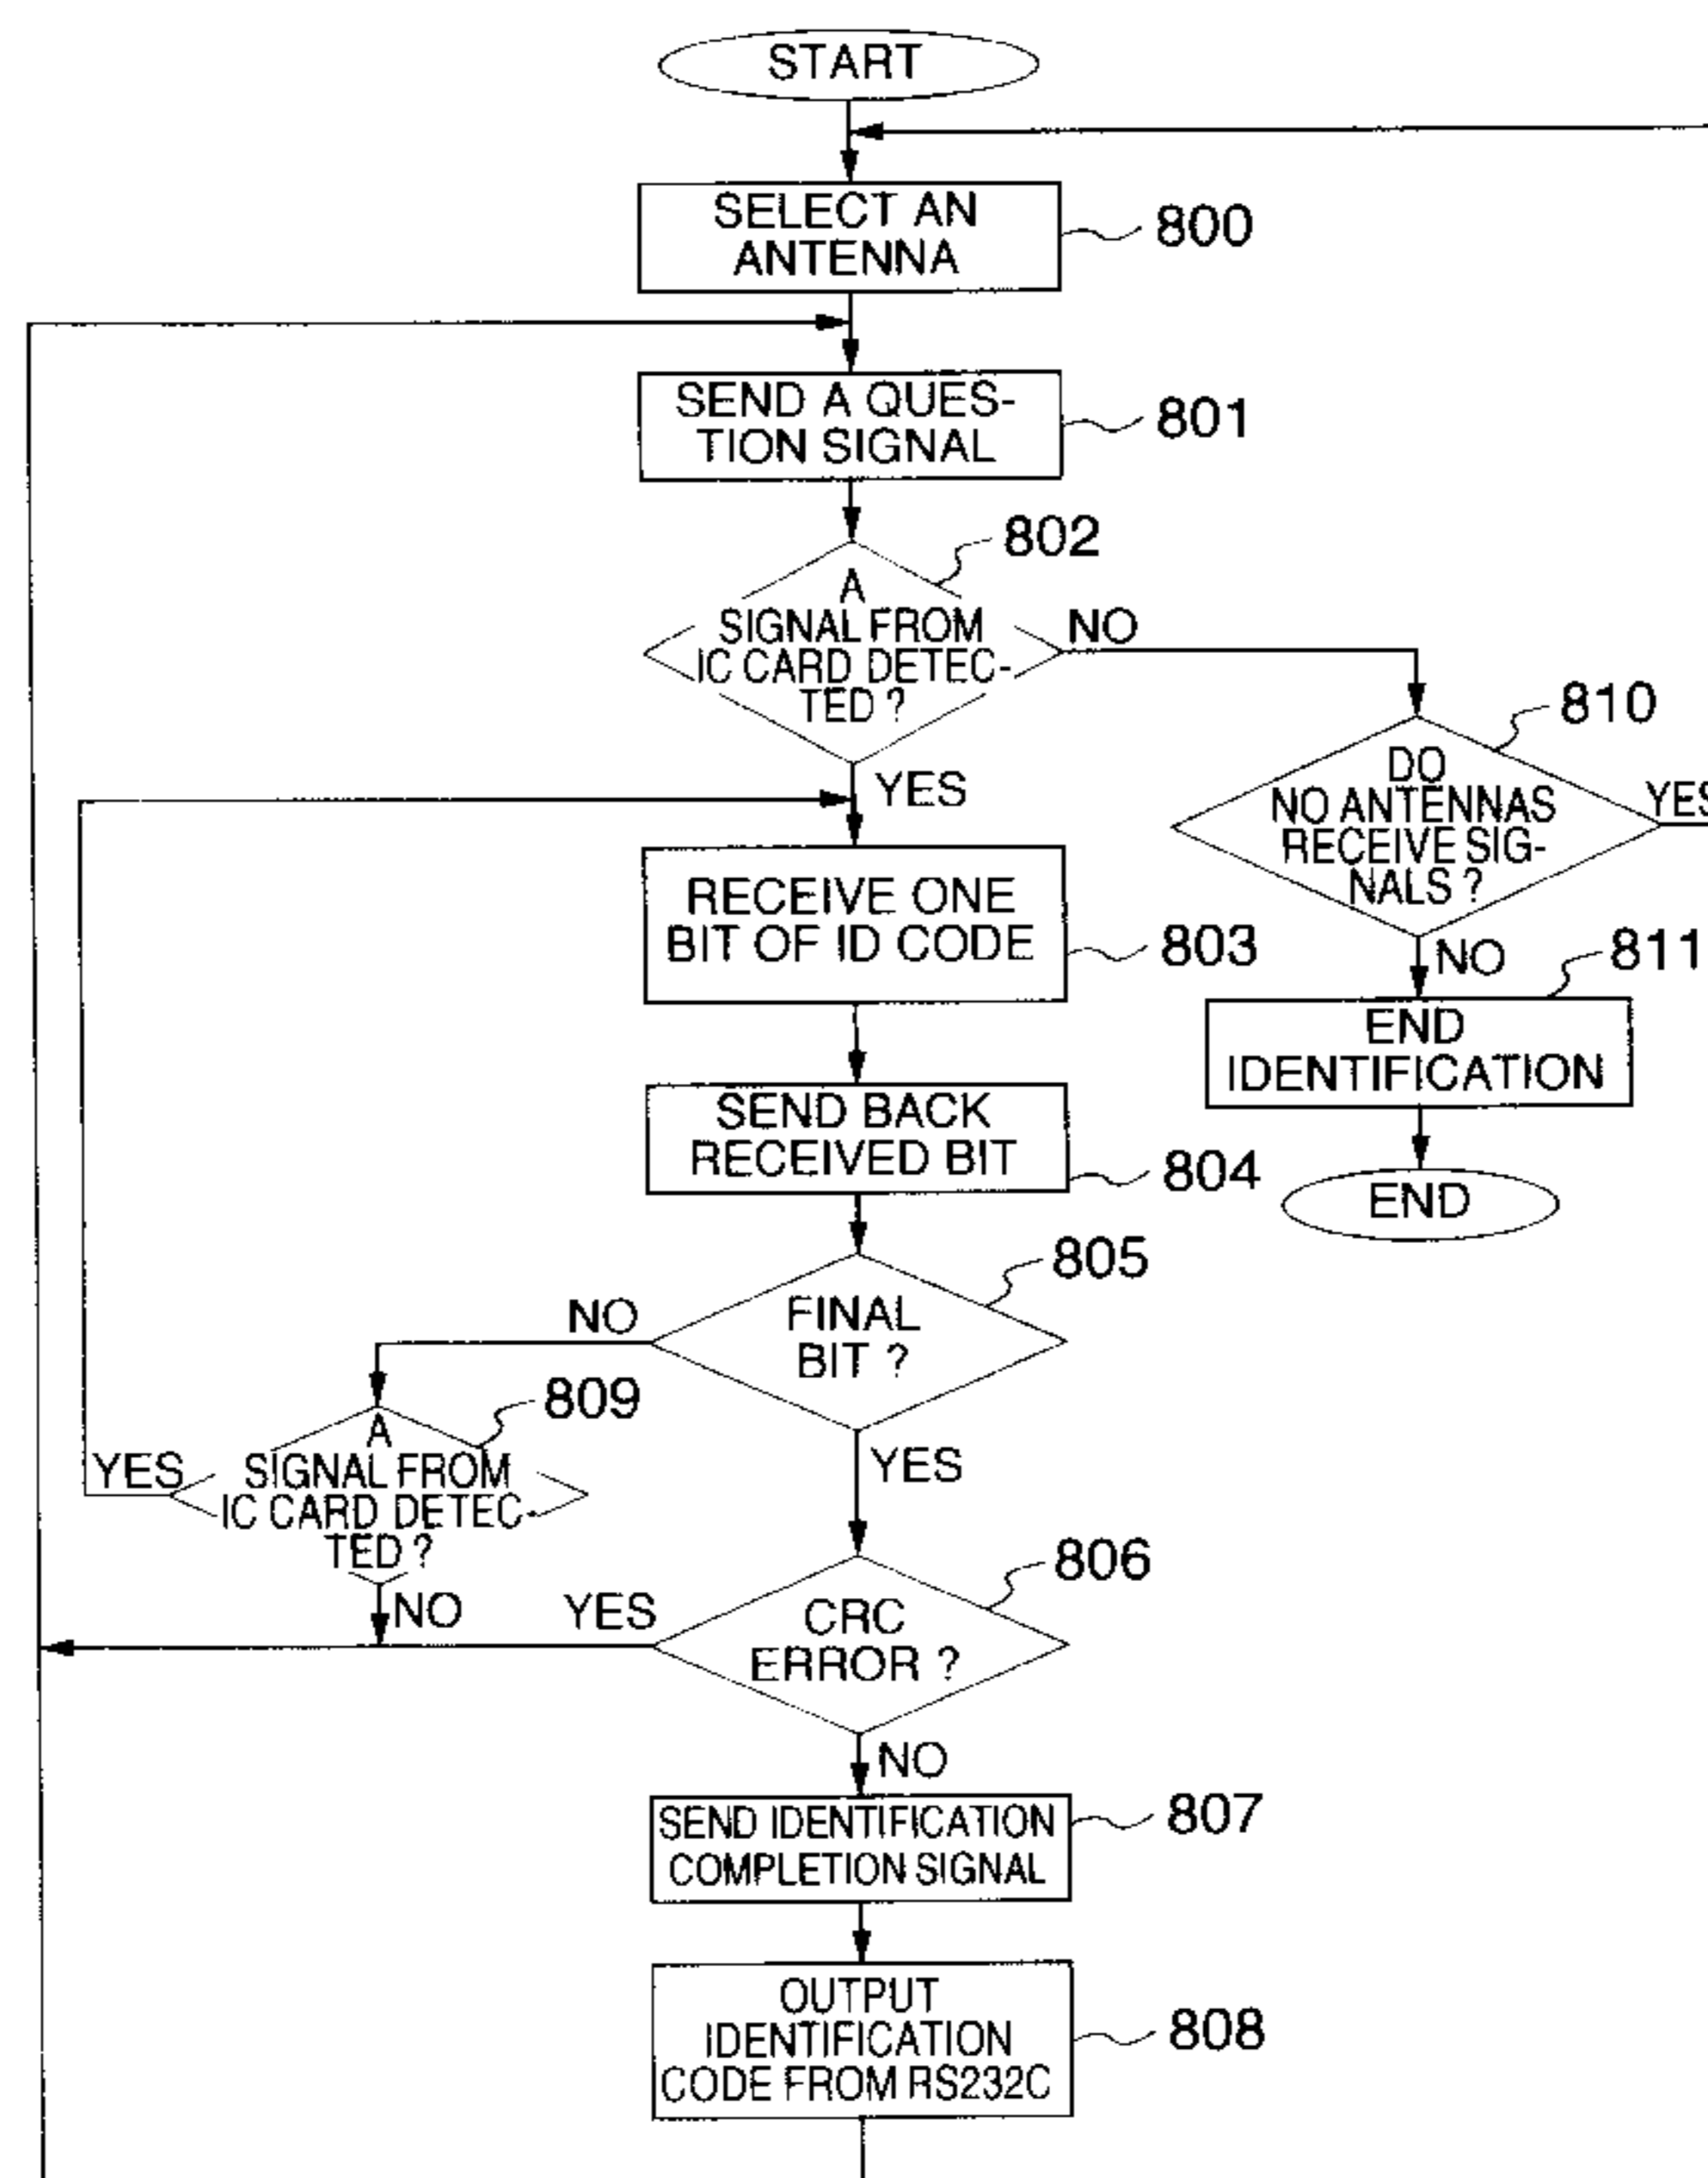 START
SELECT AN
ANTENNA
800
SEND A QUES-
TION SIGNAL
801
802
A
SIGNAL FROM
IC CARD DETEC-
TED ?
NO
YES
810
DO
NO ANTENNAS
RECEIVE SIG-
NALS ?
YES
NO
811
END
IDENTIFICATION
END
RECEIVE ONE
BIT OF ID CODE
803
SEND BACK
RECEIVED BIT
804
805
FINAL
BIT ?
NO
YES
809
A
SIGNAL FROM
IC CARD DETEC-
TED ?
YES
NO
806
CRC
ERROR ?
YES
NO
SEND IDENTIFICATION
COMPLETION SIGNAL
807
OUTPUT
IDENTIFICATION
CODE FROM RS232C
808